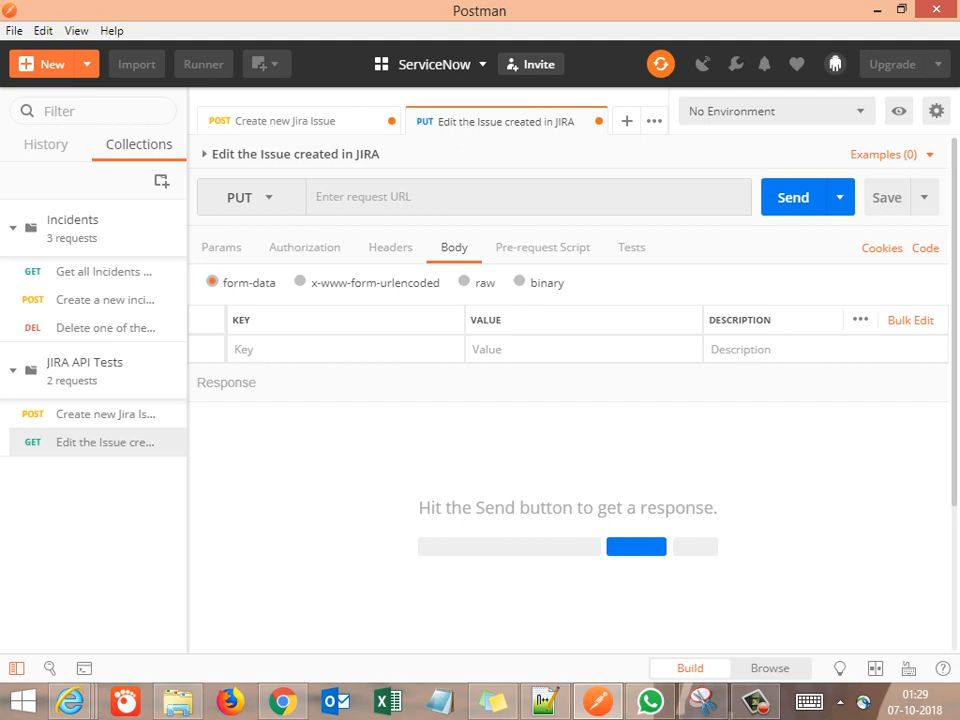 Postman
File Edit View Help
New Import Runner ServiceNow Invite Upgrade
Filter
History Collections
Incidents
3 requests
GET Get all Incidents ...
POST Create a new inci...
DEL Delete one of the...
JIRA API Tests
2 requests
POST Create new Jira Is...
GET Edit the Issue cre...
POST Create new Jira Issue PUT Edit the Issue created in JIRA
No Environment
Edit the Issue created in JIRA Examples (0)
PUT Enter request URL Send Save
Params Authorization Headers Body Pre-request Script Tests Cookies Code
form-data x-www-form-urlencoded raw binary
KEY VALUE DESCRIPTION Bulk Edit
Key Value Description
Response
Hit the Send button to get a response.
Build Browse
01:29
07-10-2018